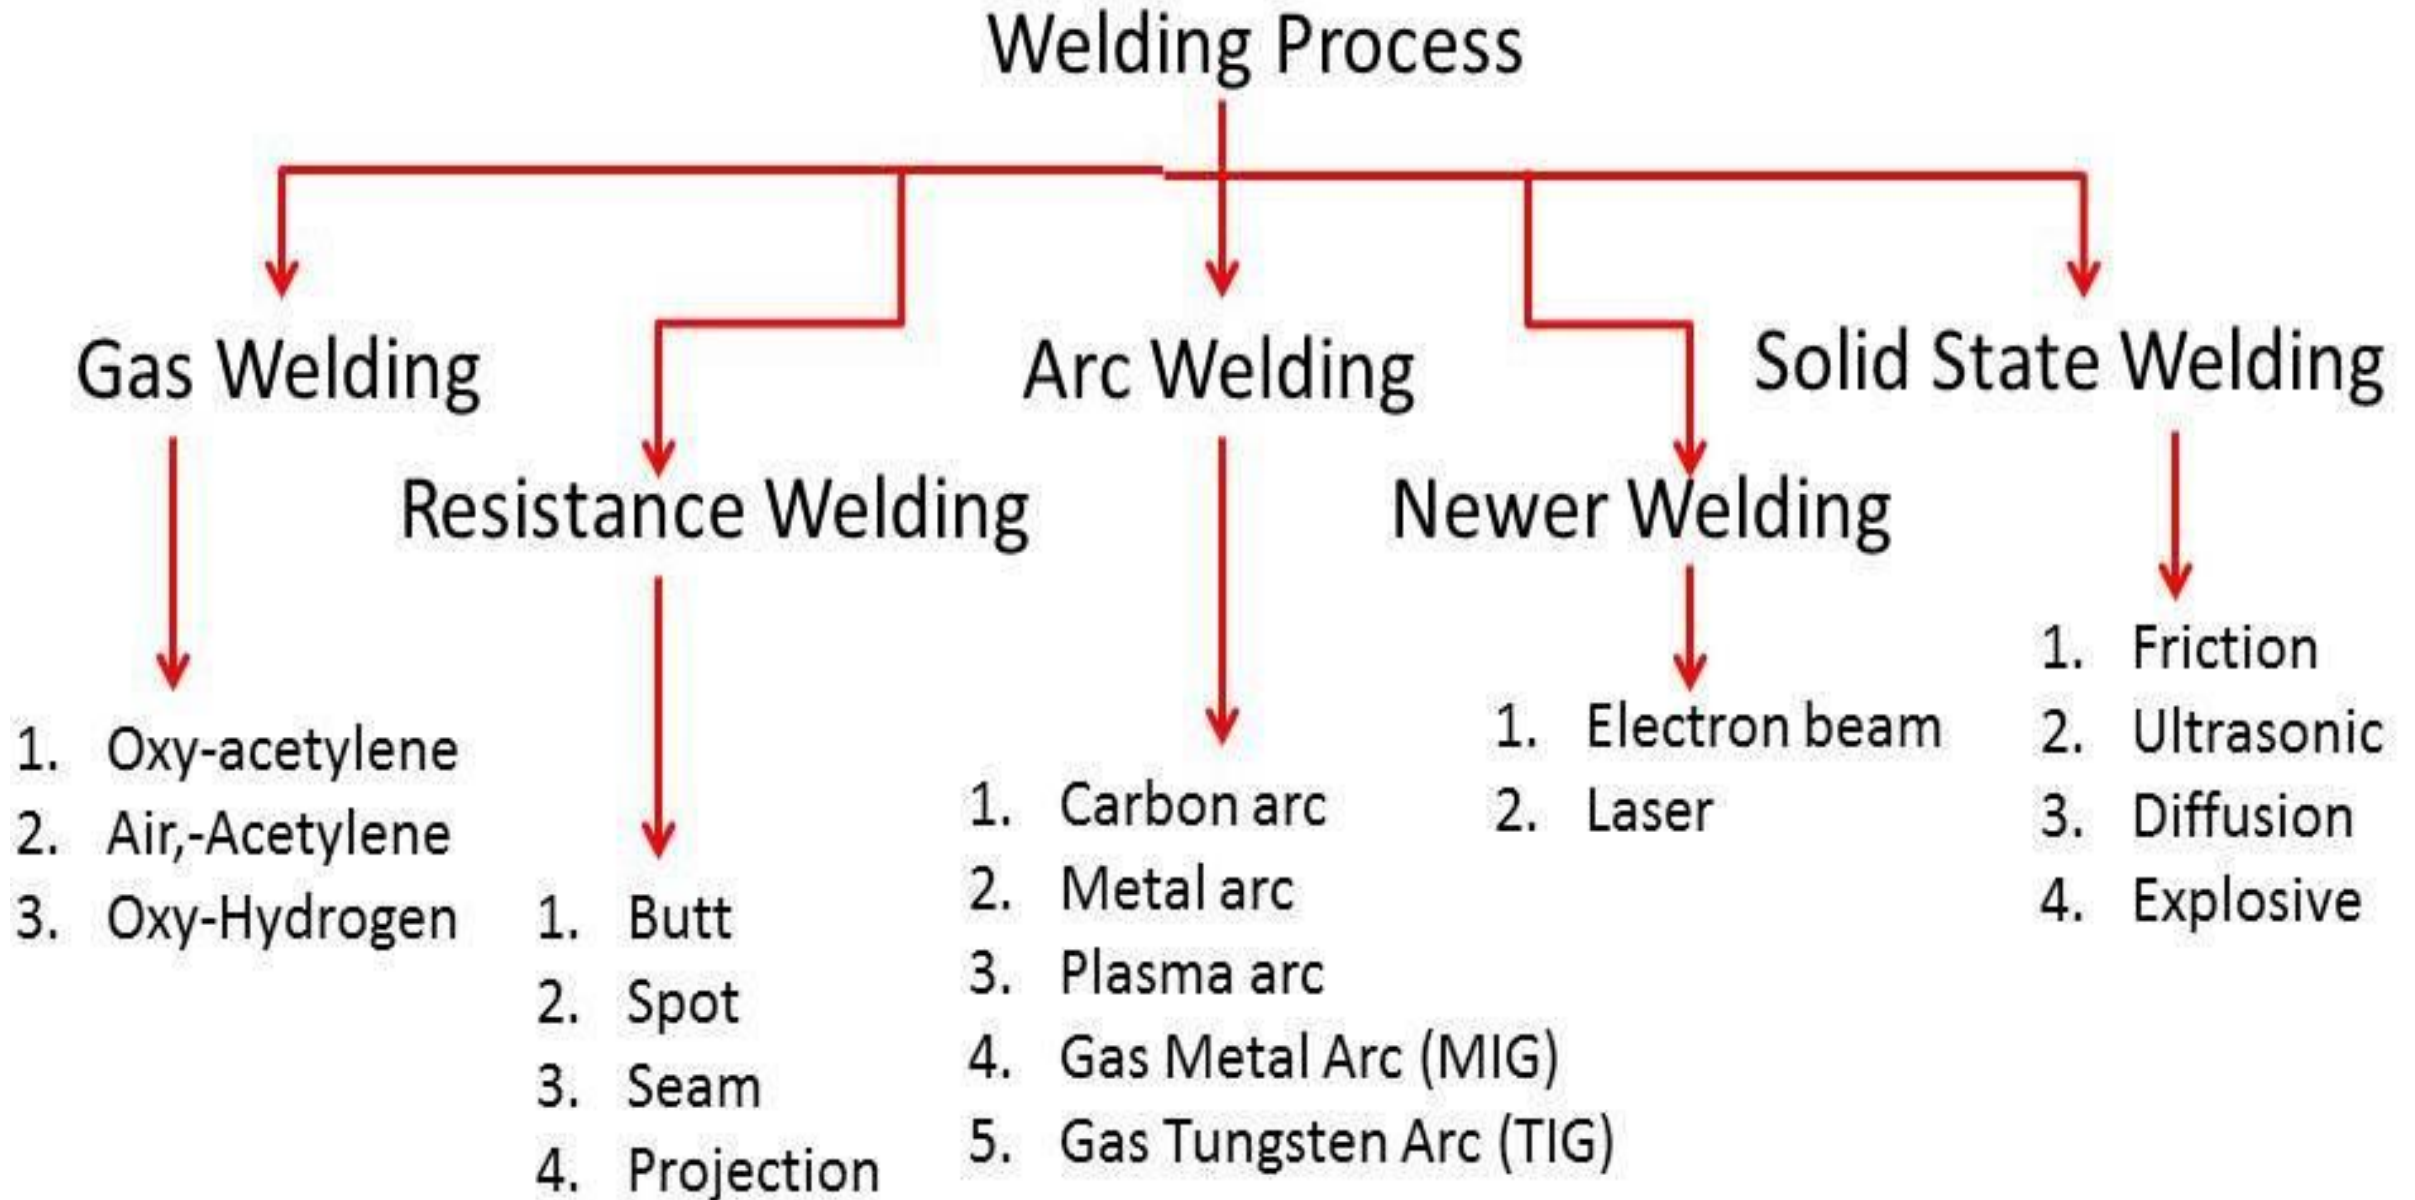 Welding Process
Gas Welding
Resistance Welding
Arc Welding
Newer Welding
Solid State Welding
1. Oxy-acetylene
2. Air,-Acetylene
3. Oxy-Hydrogen
1. Butt
2. Spot
3. Seam
4. Projection
1. Carbon arc
2. Metal arc
3. Plasma arc
4. Gas Metal Arc (MIG)
5. Gas Tungsten Arc (TIG)
1. Electron beam
2. Laser
1. Friction
2. Ultrasonic
3. Diffusion
4. Explosive